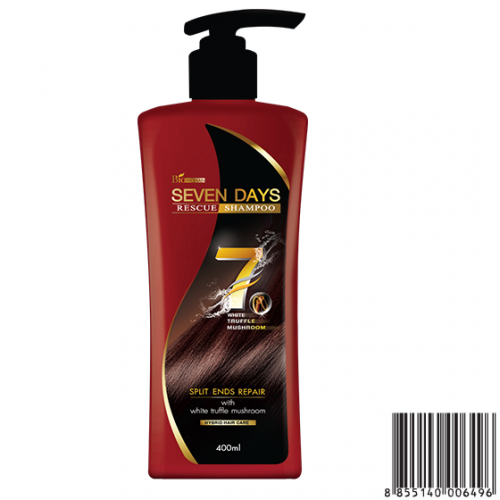 SEVEN DAYS
RESCUE SHAMPOO
7
WHITE
TRUFFLE
MUSHROOM
SPLIT ENDS REPAIR
with
white truffle mushroom
HYBRID HAIR CARE
400ml
8 855140 006496